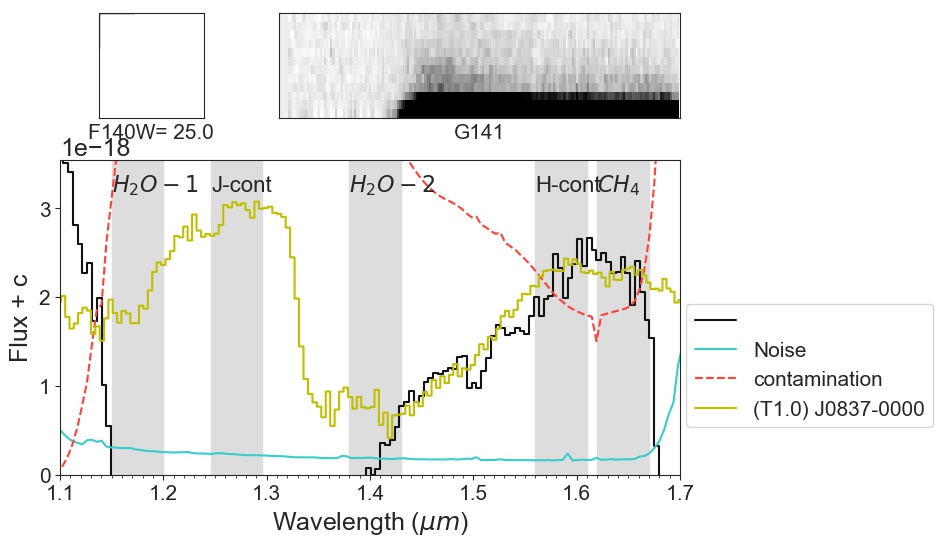 F140W= 25.0
G141
1e−18
H₂O − 1
J-cont
H₂O − 2
H-cont
CH₄
3
2
1
0
Flux + c
1.1
1.2
1.3
1.4
1.5
1.6
1.7
Wavelength (μm)
Noise
contamination
(T1.0) J0837-0000